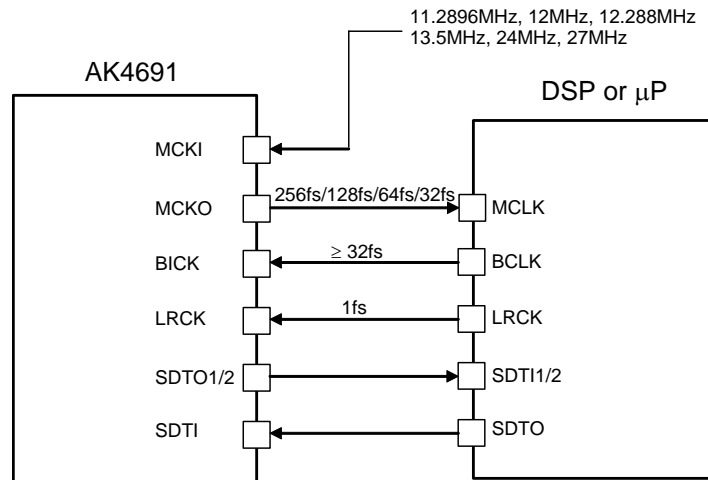 11.2896MHz, 12MHz, 12.288MHz
13.5MHz, 24MHz, 27MHz
AK4691
DSP or μP
MCKI
MCKO
256fs/128fs/64fs/32fs
MCLK
BICK
≥ 32fs
BCLK
LRCK
1fs
LRCK
SDTO1/2
SDTI1/2
SDTI
SDTO